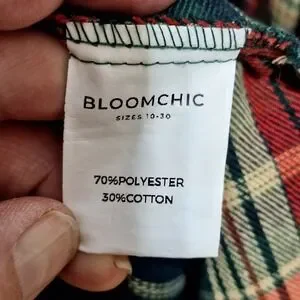 BLOOMCHIC
SIZES 10-30
70%POLYESTER
30%COTTON